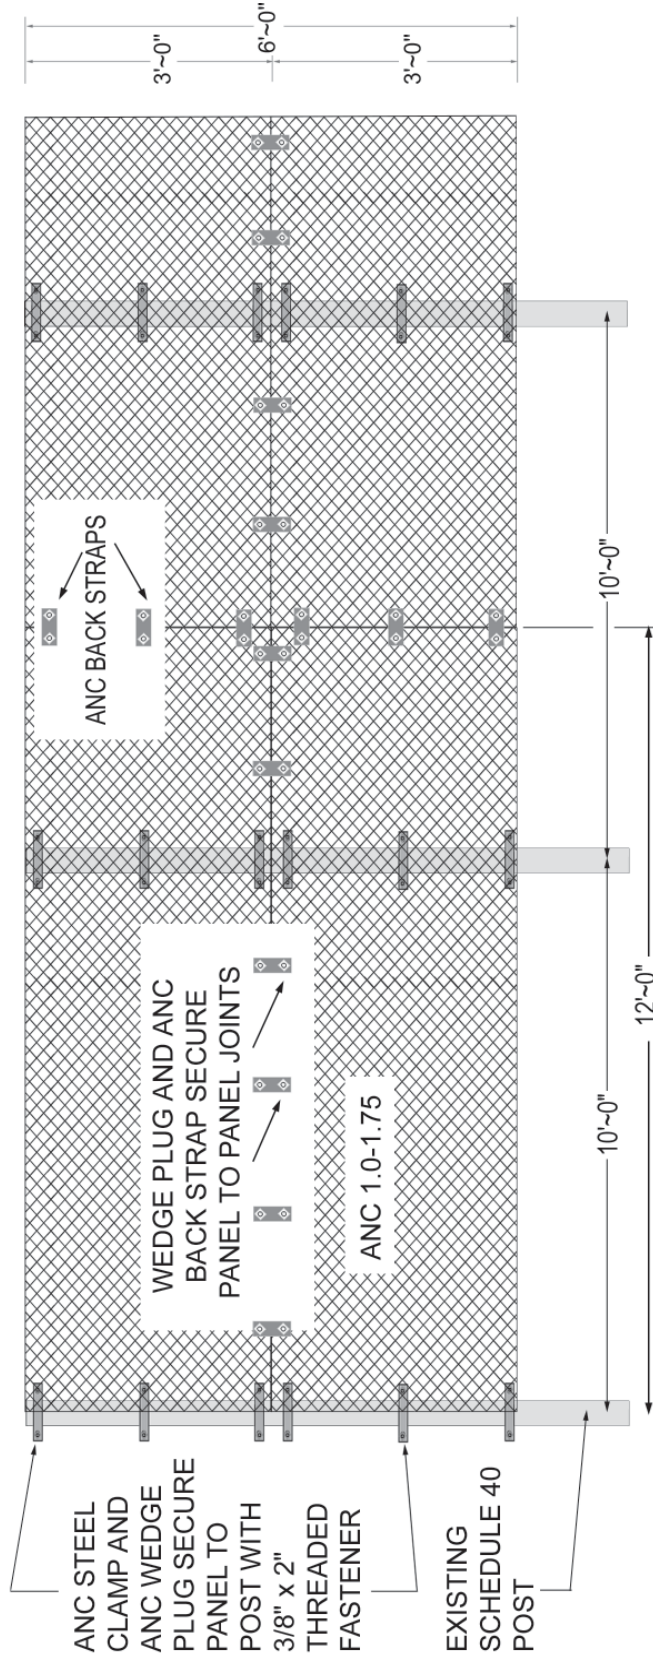 ANC STEEL
CLAMP AND
ANC WEDGE
PLUG SECURE
PANEL TO
POST WITH
3/8" x 2"
THREADED
FASTENER
EXISTING
SCHEDULE 40
POST
WEDGE PLUG AND ANC
BACK STRAP SECURE
PANEL TO PANEL JOINTS
ANC 1.0-1.75
ANC BACK STRAPS
10'~0"
10'~0"
12'~0"
3'~0"
3'~0"
6'~0"